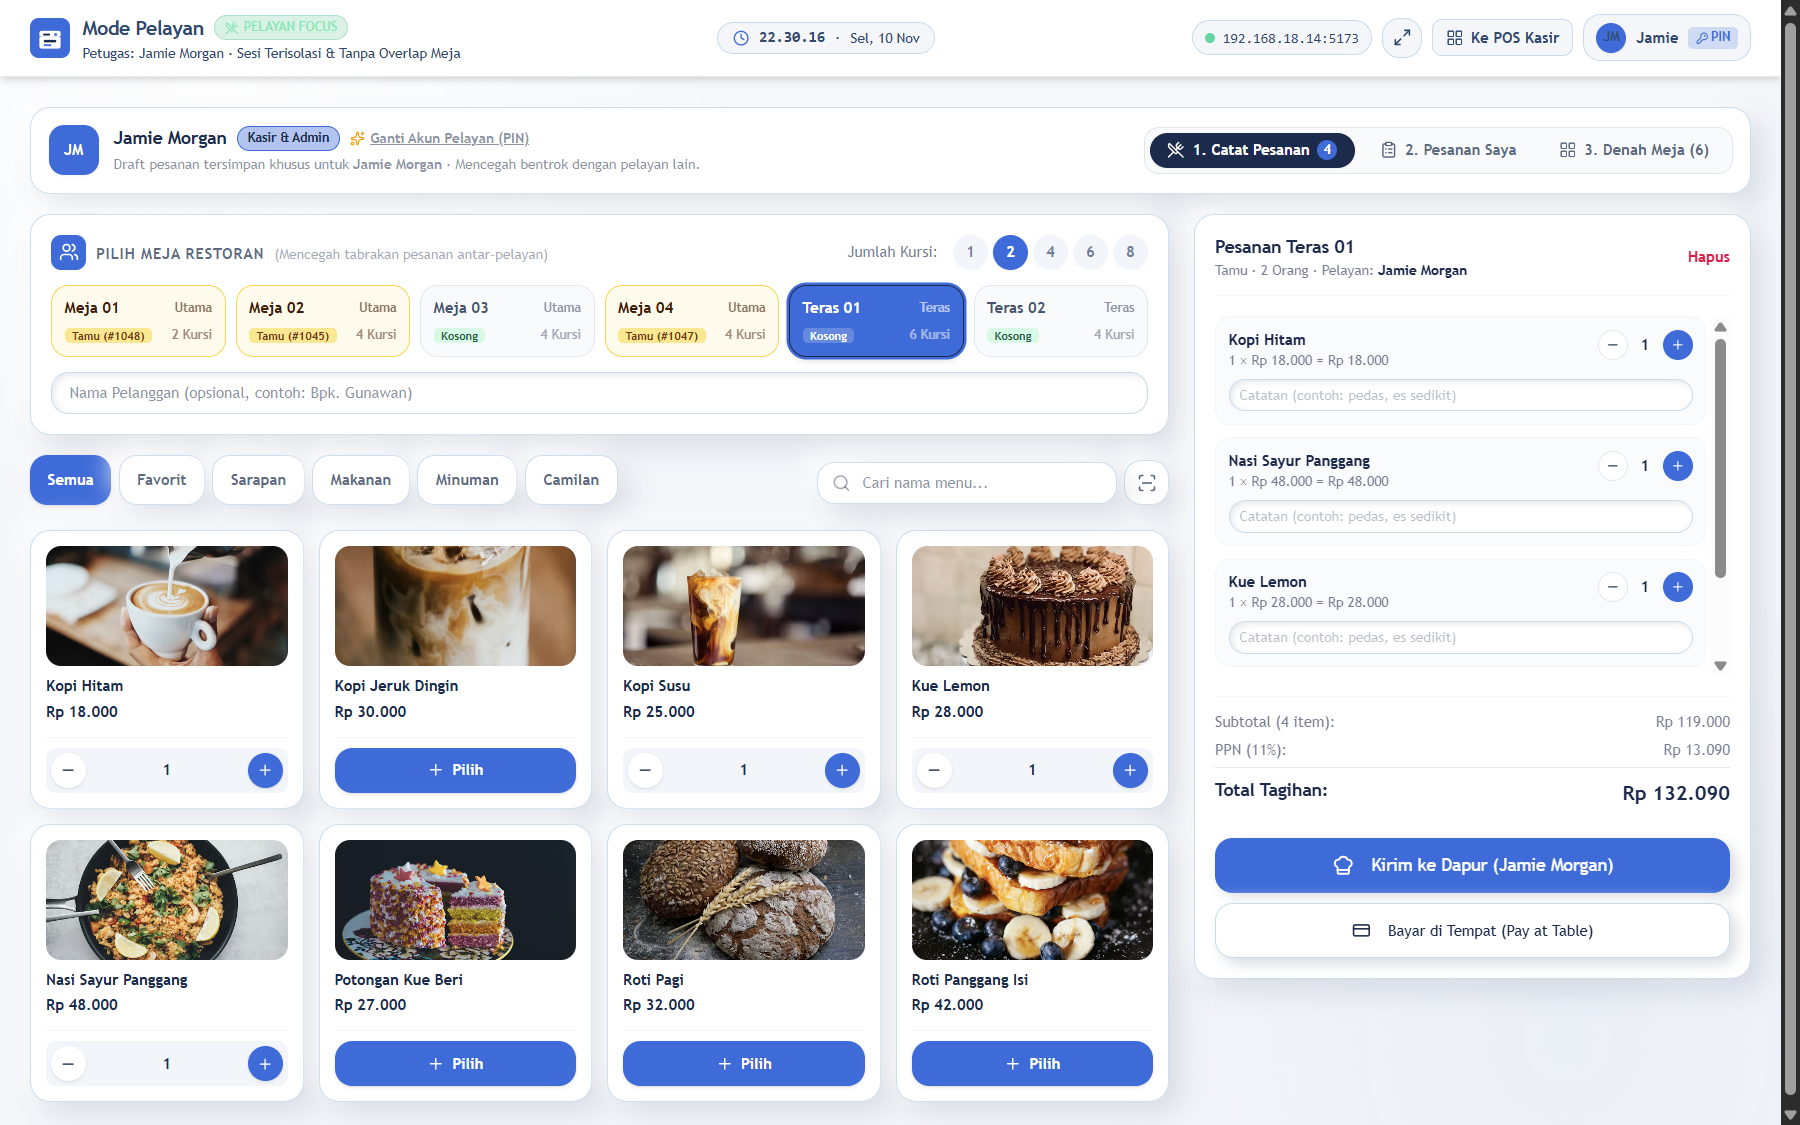 Mode Pelayan
PELAYAN FOCUS
Petugas: Jamie Morgan · Sesi Terisolasi & Tanpa Overlap Meja
22.30.16 · Sel, 10 Nov
192.168.18.14:5173
Ke POS Kasir
JM
Jamie
PIN
JM
Jamie Morgan
Kasir & Admin
Ganti Akun Pelayan (PIN)
Draft pesanan tersimpan khusus untuk Jamie Morgan · Mencegah bentrok dengan pelayan lain.
1. Catat Pesanan 4
2. Pesanan Saya
3. Denah Meja (6)
PILIH MEJA RESTORAN (Mencegah tabrakan pesanan antar-pelayan)
Jumlah Kursi: 1 2 4 6 8
Meja 01 Utama
Tamu (#1048) 2 Kursi
Meja 02 Utama
Tamu (#1045) 4 Kursi
Meja 03 Utama
Kosong 4 Kursi
Meja 04 Utama
Tamu (#1047) 4 Kursi
Teras 01 Teras
Kosong 6 Kursi
Teras 02 Teras
Kosong 4 Kursi
Nama Pelanggan (opsional, contoh: Bpk. Gunawan)
Semua
Favorit
Sarapan
Makanan
Minuman
Camilan
Cari nama menu...
Kopi Hitam
Rp 18.000
1
Kopi Jeruk Dingin
Rp 30.000
Pilih
Kopi Susu
Rp 25.000
1
Kue Lemon
Rp 28.000
1
Nasi Sayur Panggang
Rp 48.000
1
Potongan Kue Beri
Rp 27.000
Pilih
Roti Pagi
Rp 32.000
Pilih
Roti Panggang Isi
Rp 42.000
Pilih
Pesanan Teras 01
Tamu · 2 Orang · Pelayan: Jamie Morgan
Hapus
Kopi Hitam
1 × Rp 18.000 = Rp 18.000
1
Catatan (contoh: pedas, es sedikit)
Nasi Sayur Panggang
1 × Rp 48.000 = Rp 48.000
1
Catatan (contoh: pedas, es sedikit)
Kue Lemon
1 × Rp 28.000 = Rp 28.000
1
Catatan (contoh: pedas, es sedikit)
Subtotal (4 item): Rp 119.000
PPN (11%): Rp 13.090
Total Tagihan: Rp 132.090
Kirim ke Dapur (Jamie Morgan)
Bayar di Tempat (Pay at Table)